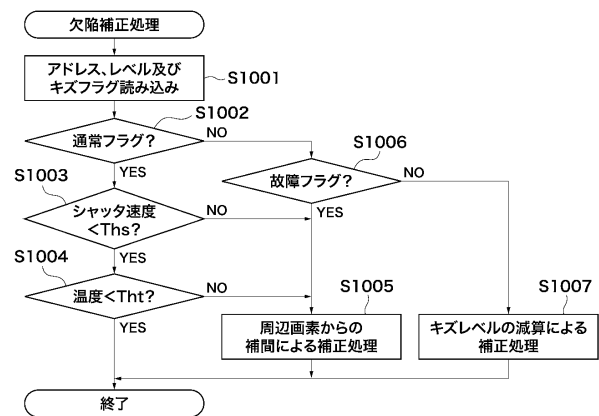 欠陥補正処理
アドレス、レベル及び
キズフラグ読み込み
S1001
S1002
通常フラグ?
NO
YES
S1006
故障フラグ?
NO
YES
S1003
シャッタ速度
<Ths?
NO
YES
S1004
温度<Tht?
NO
YES
S1005
周辺画素からの
補間による補正処理
S1007
キズレベルの減算による
補正処理
終了